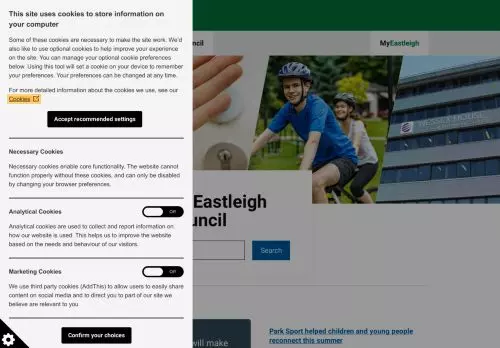 This site uses cookies to store information on
your computer
Some of these cookies are necessary to make the site work. We'd
also like to use optional cookies to help improve your experience
on the site. You can manage your optional cookie preferences
below. Using this tool will set a cookie on your device to remember
your preferences. Your preferences can be changed at any time.
For more detailed information about the cookies we use, see our
Cookies
Accept recommended settings
Necessary Cookies
Necessary cookies enable core functionality. The website cannot
function properly without these cookies, and can only be disabled
by changing your browser preferences.
Analytical Cookies
Off
Analytical cookies are used to collect and report information on
how our website is used. This helps us to improve the website
based on the needs and behaviour of our visitors.
Marketing Cookies
Off
We use third party cookies (AddThis) to allow users to easily share
content on social media and to direct you to part of our site we
believe are relevant to you.
Confirm your choices
uncil
MyEastleigh
WESSEX HOUSE
Eastleigh
uncil
Search
will make
Park Sport helped children and young people
reconnect this summer